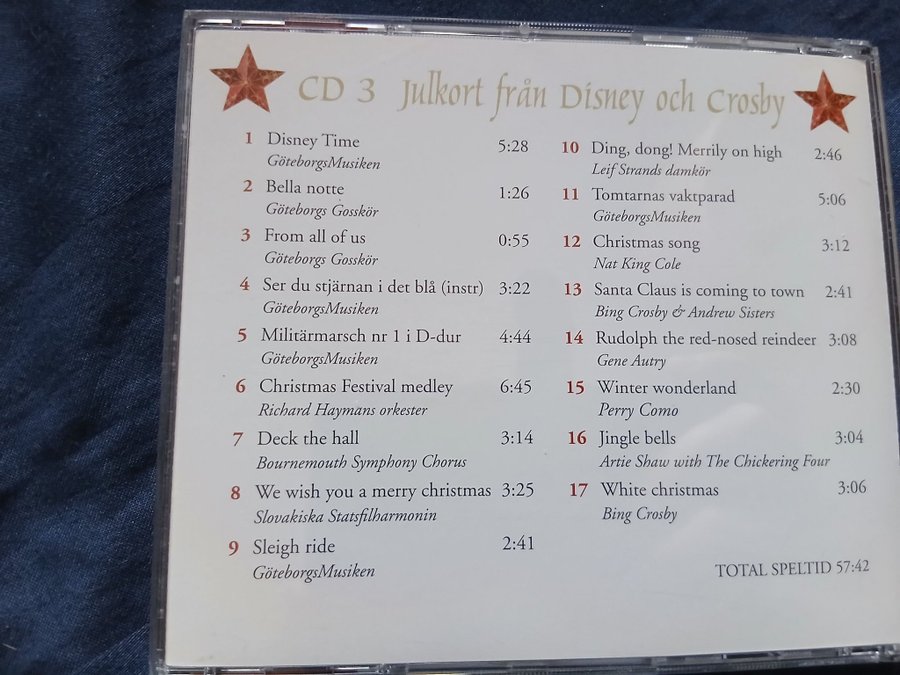 CD 3 Julkort från Disney och Crosby
1 Disney Time 5:28
GöteborgsMusiken
2 Bella notte 1:26
Göteborgs Gosskör
3 From all of us 0:55
Göteborgs Gosskör
4 Ser du stjärnan i det blå (instr) 3:22
GöteborgsMusiken
5 Militärmarsch nr 1 i D-dur 4:44
GöteborgsMusiken
6 Christmas Festival medley 6:45
Richard Haymans orkester
7 Deck the hall 3:14
Bournemouth Symphony Chorus
8 We wish you a merry christmas 3:25
Slovakiska Statsfilharmonin
9 Sleigh ride 2:41
GöteborgsMusiken
10 Ding, dong! Merrily on high 2:46
Leif Strands damkör
11 Tomtarnas vaktparad 5:06
GöteborgsMusiken
12 Christmas song 3:12
Nat King Cole
13 Santa Claus is coming to town 2:41
Bing Crosby & Andrew Sisters
14 Rudolph the red-nosed reindeer 3:08
Gene Autry
15 Winter wonderland 2:30
Perry Como
16 Jingle bells 3:04
Artie Shaw with The Chickering Four
17 White christmas 3:06
Bing Crosby
TOTAL SPELTID 57:42